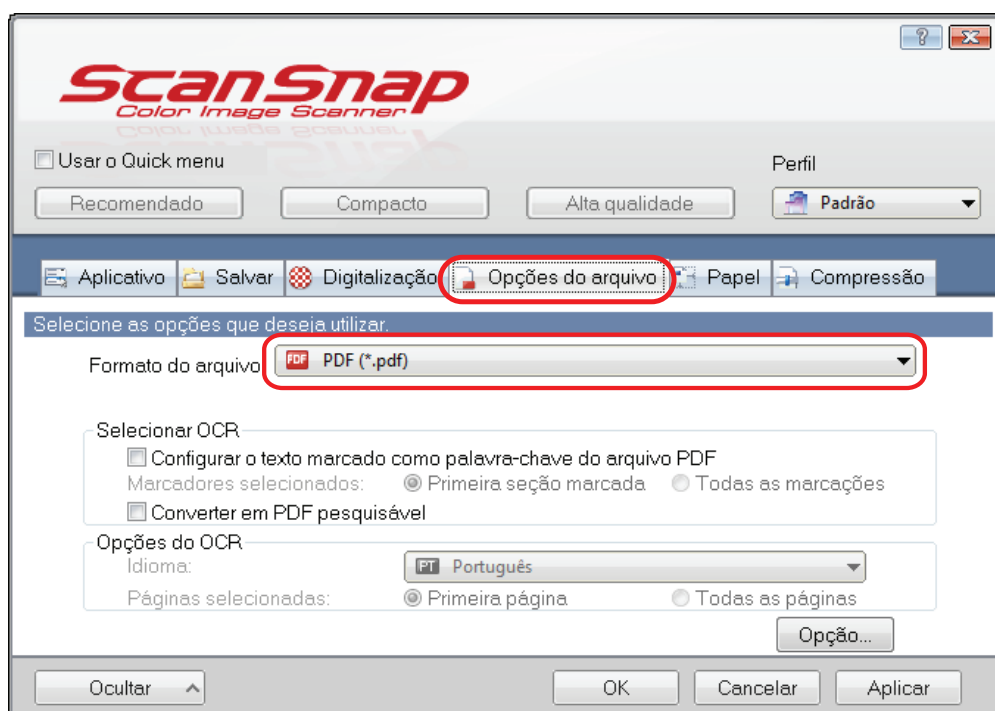 ?
ScanSnap
Color Image Scanner
Usar o Quick menu
Perfil
Recomendado Compacto Alta qualidade Padrão
Aplicativo Salvar Digitalização Opções do arquivo Papel Compressão
Selecione as opções que deseja utilizar.
Formato do arquivo PDF PDF (*.pdf)
Selecionar OCR
Configurar o texto marcado como palavra-chave do arquivo PDF
Marcadores selecionados: Primeira seção marcada Todas as marcações
Converter em PDF pesquisável
Opções do OCR
Idioma: PT Português
Páginas selecionadas: Primeira página Todas as páginas
Opção...
Ocultar OK Cancelar Aplicar